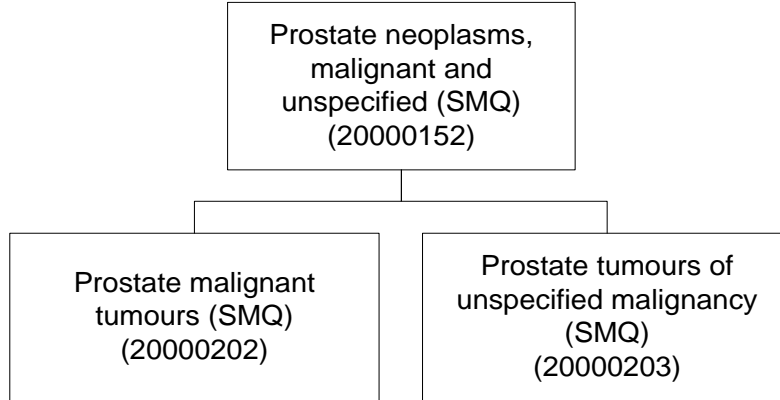 Prostate neoplasms,
malignant and
unspecified (SMQ)
(20000152)
Prostate malignant
tumours (SMQ)
(20000202)
Prostate tumours of
unspecified malignancy
(SMQ)
(20000203)